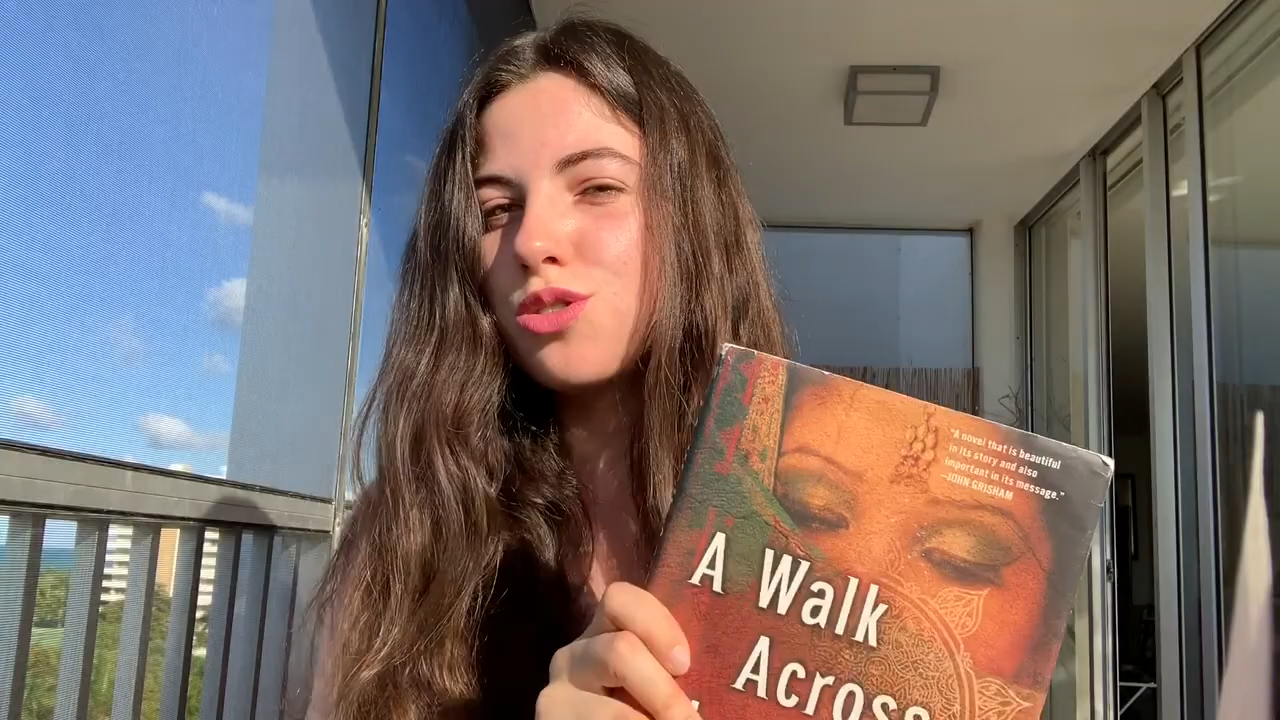 "A novel that is beautiful
in its story and also
important in its message."
—JOHN GRISHAM
A Walk
Across